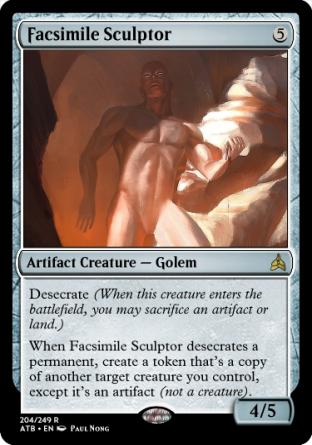 Facsimile Sculptor 5
Artifact Creature — Golem
Desecrate (When this creature enters the
battlefield, you may sacrifice an artifact or
land.)
When Facsimile Sculptor desecrates a
permanent, create a token that's a copy
of another target creature you control,
except it's an artifact (not a creature).
4/5
204/249 R
ATB • EN Paul Nong